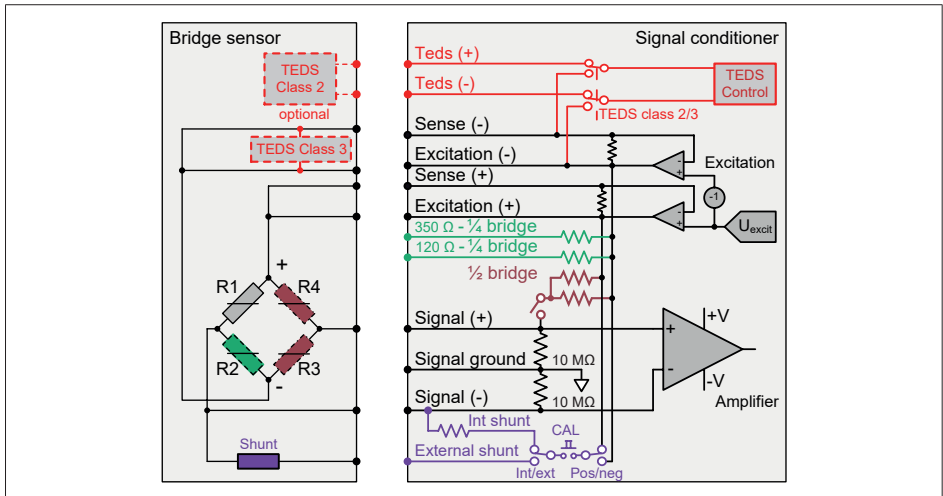 Bridge sensor
TEDS
Class 2
optional
TEDS Class 3
+
R1
R4
R2
R3
-
Shunt
Signal conditioner
Teds (+)
Teds (-)
TEDS
Control
TEDS class 2/3
Sense (-)
Excitation (-)
Sense (+)
Excitation (+)
-
+
Excitation
-1
-
+
Uexcit
350 Ω - ¼ bridge
120 Ω - ¼ bridge
½ bridge
Signal (+)
Signal ground
Signal (-)
10 MΩ
10 MΩ
+
-
+V
-V
Amplifier
Int shunt
CAL
External shunt
Int/ext
Pos/neg